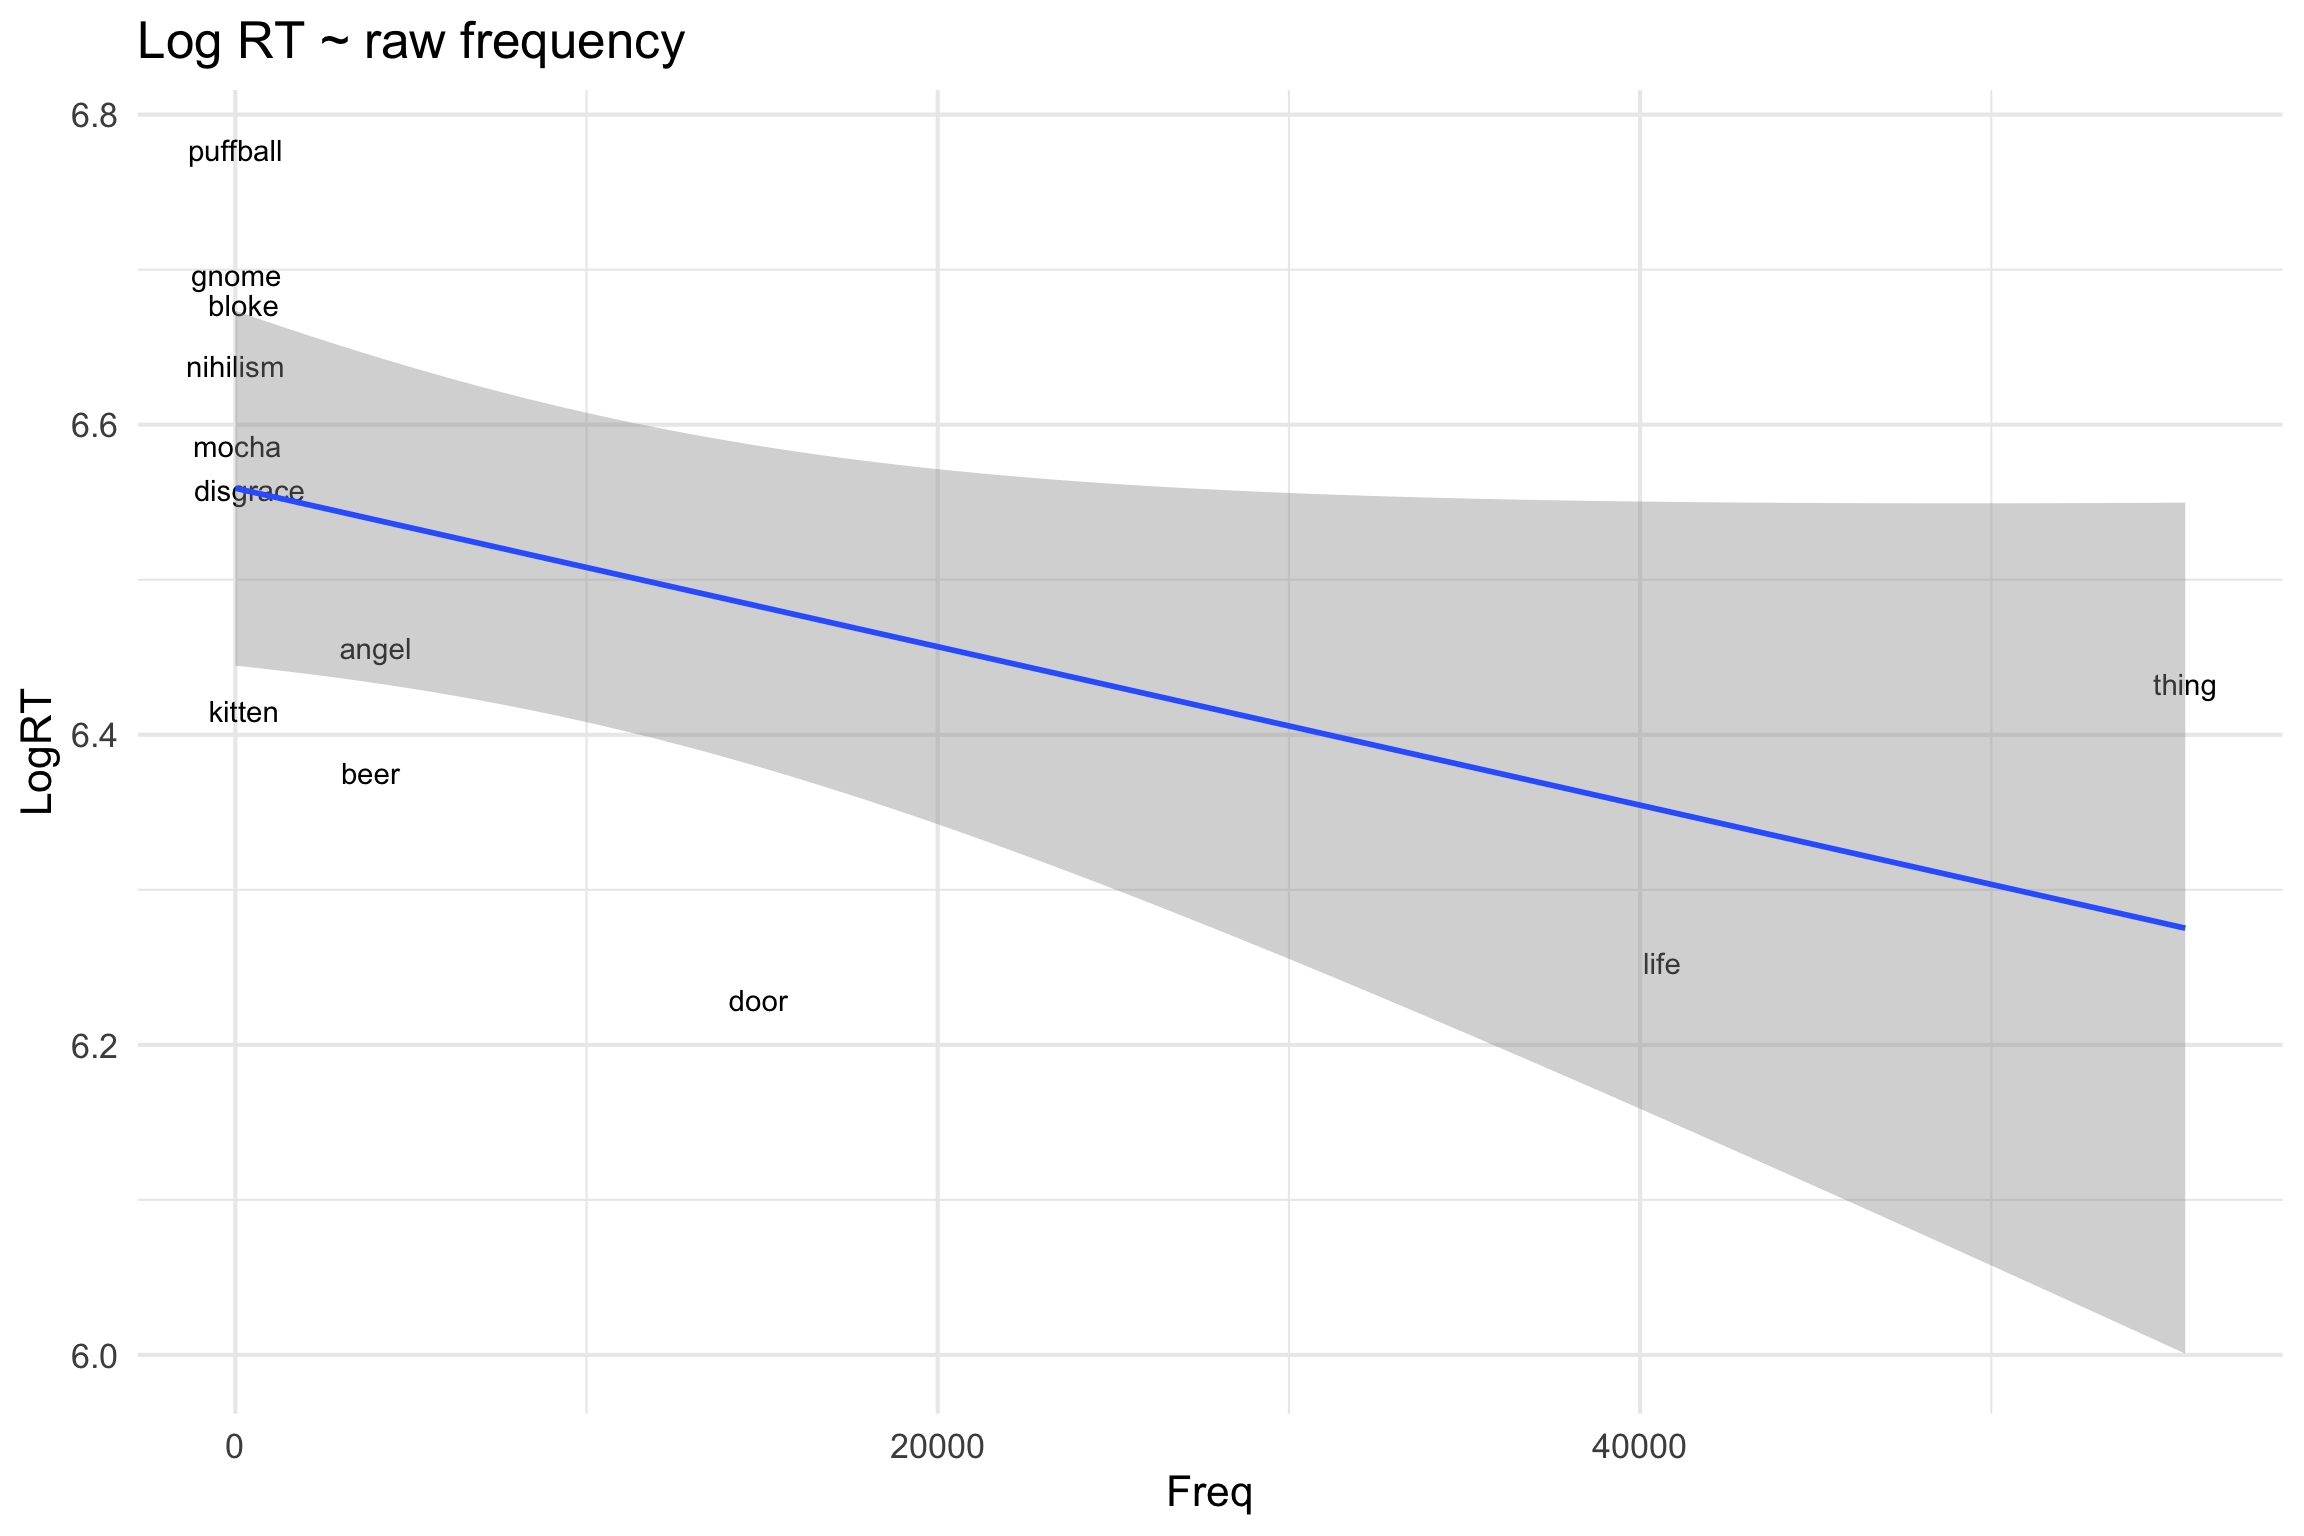 Log RT ~ raw frequency
6.8
puffball
gnome
bloke
nihilism
6.6
mocha
disgrace
angel
thing
kitten
6.4
beer
LogRT
life
door
6.2
6.0
0
20000
40000
Freq